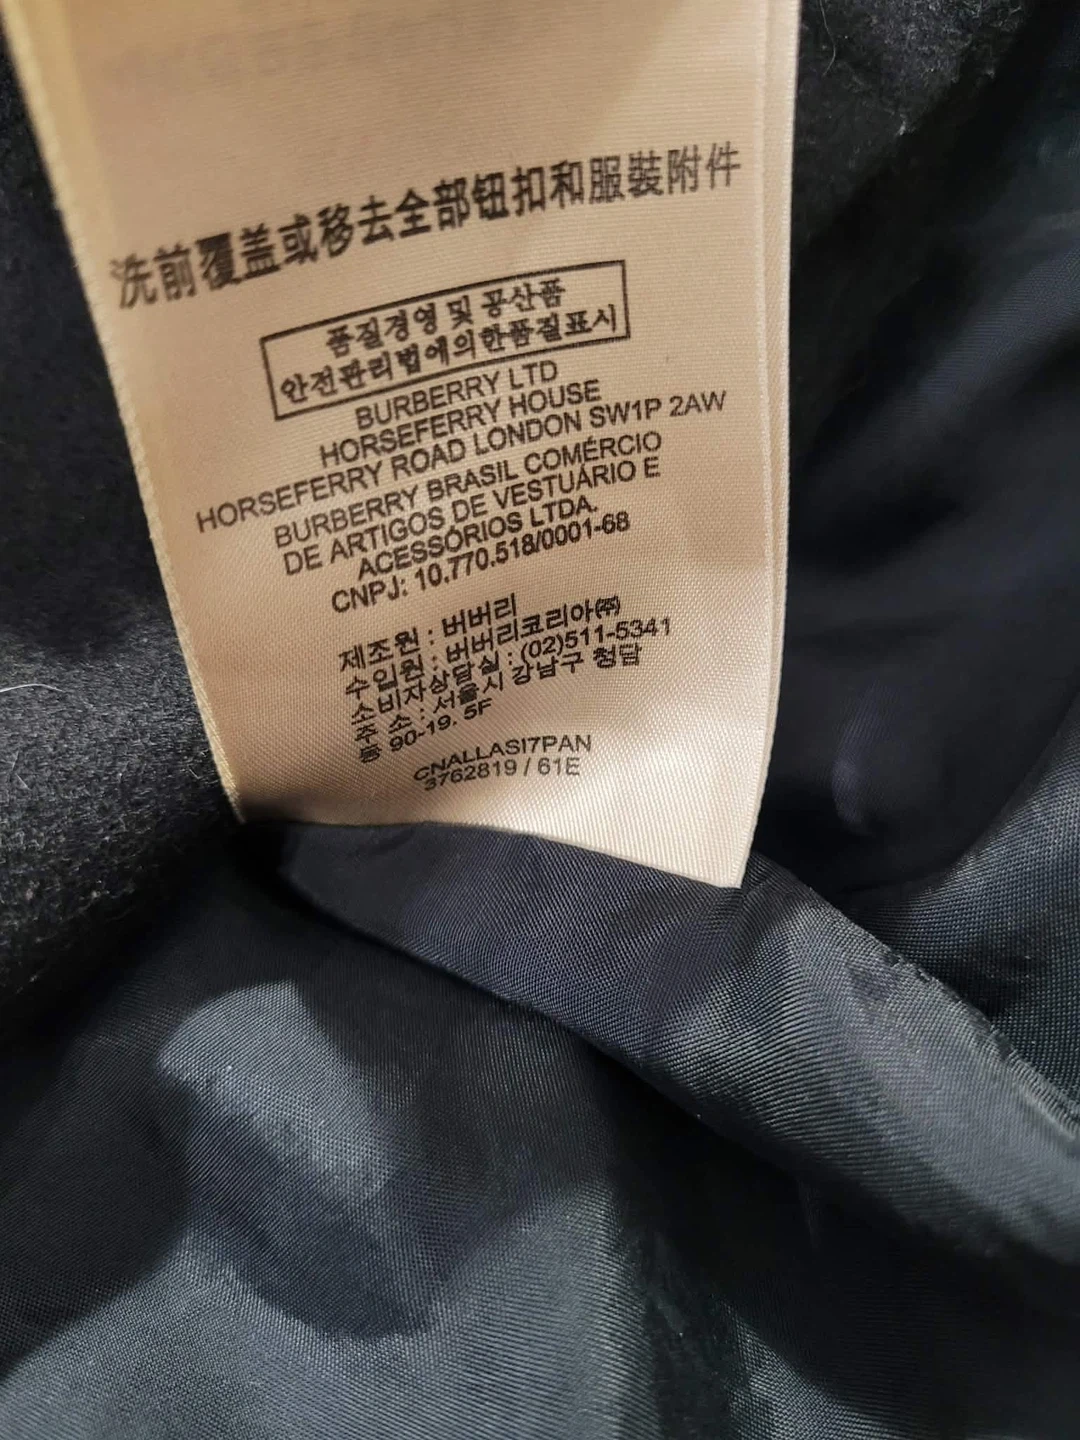 洗前覆盖或移去全部钮扣和服裝附件
품질경영 및 공산품
안전관리법에의한품질표시
BURBERRY LTD
HORSEFERRY HOUSE
HORSEFERRY ROAD LONDON SW1P 2AW
BURBERRY BRASIL COMÉRCIO
DE ARTIGOS DE VESTUÁRIO E
ACESSÓRIOS LTDA.
CNPJ: 10.770.518/0001-68
제조원 : 버버리
수입원 : 버버리코리아㈜
소비자상담실 : (02)511-5341
주 소 : 서울시 강남구 청담
동 90-19. 5F
CNALLASI7PAN
3762819 / 61E